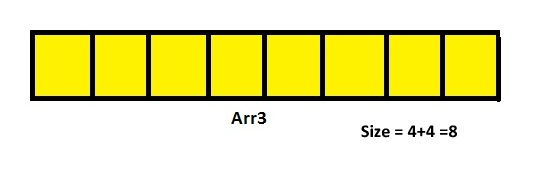 Arr3
Size = 4+4 =8